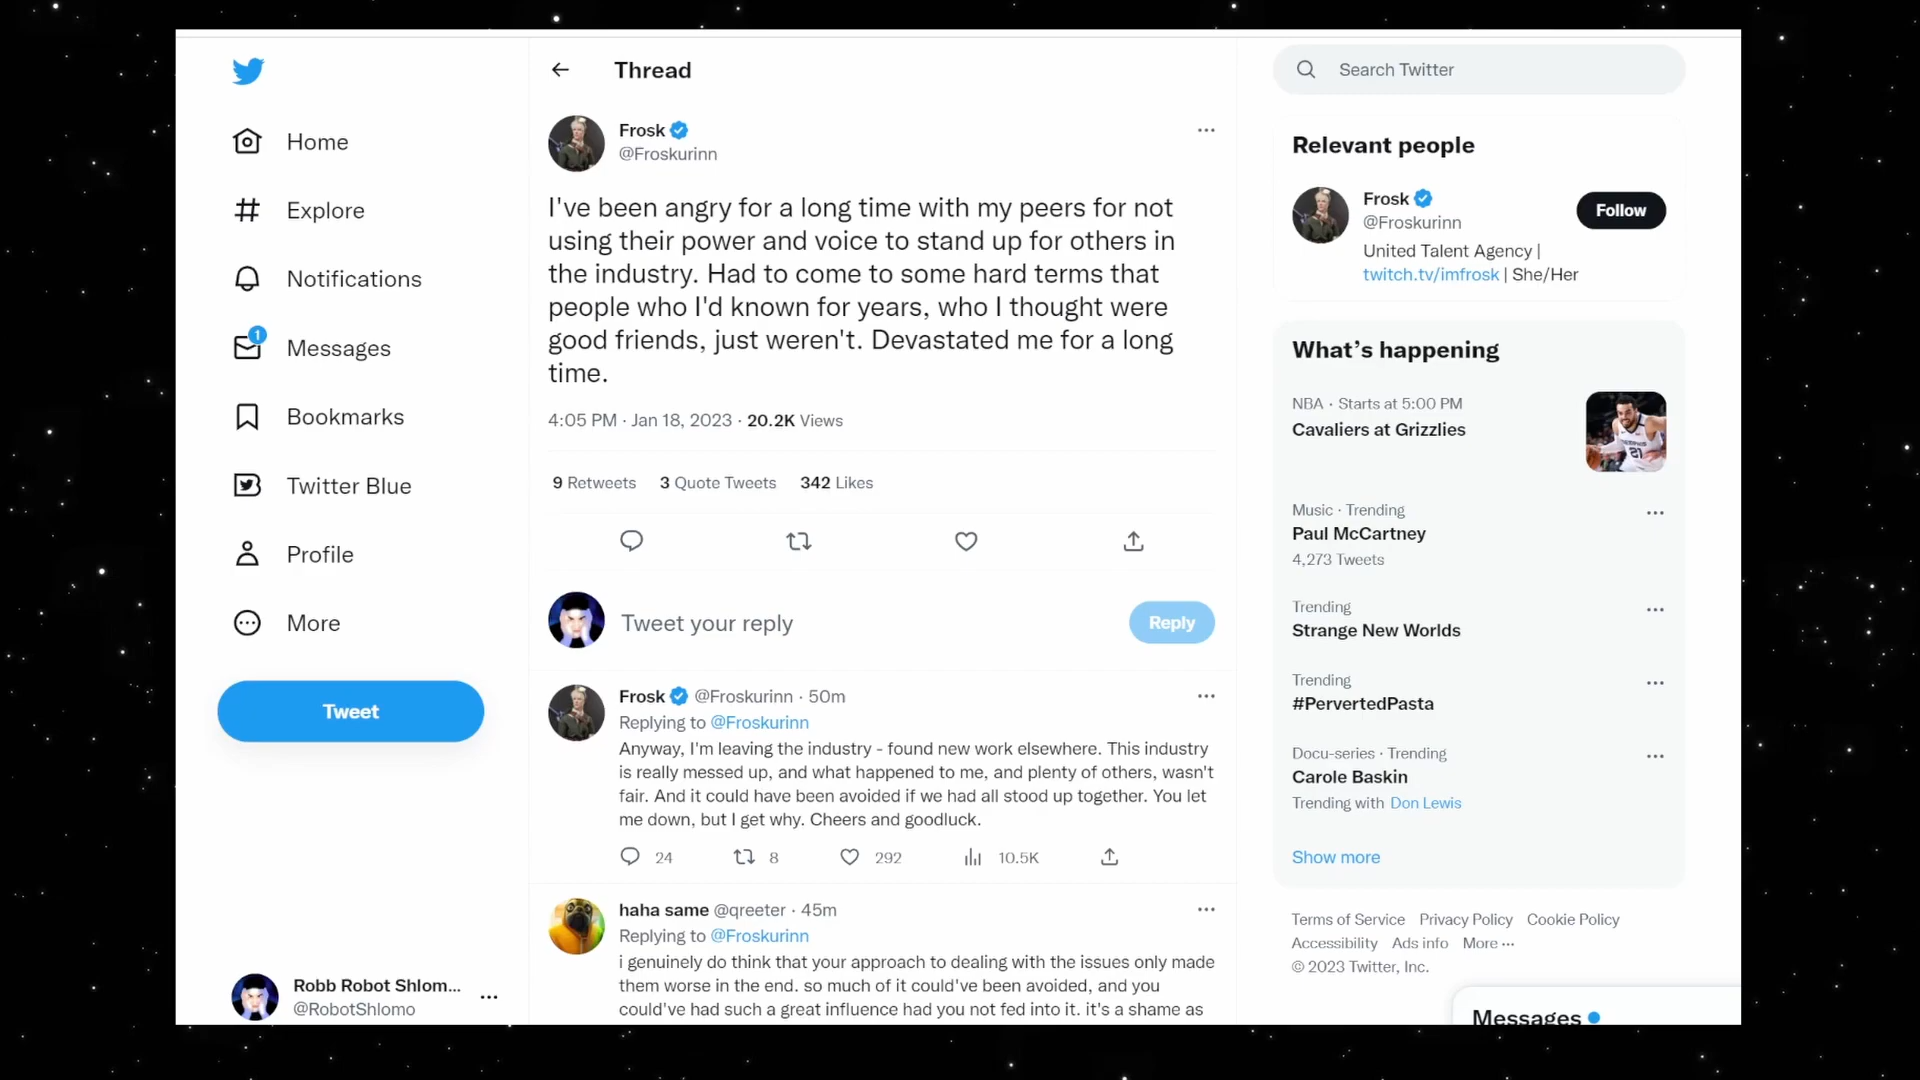 Home
Explore
Notifications
1
Messages
Bookmarks
Twitter Blue
Profile
More
Tweet
Robb Robot Shlom...
@RobotShlomo
Thread
Frosk
@Froskurinn
I've been angry for a long time with my peers for not
using their power and voice to stand up for others in
the industry. Had to come to some hard terms that
people who I'd known for years, who I thought were
good friends, just weren't. Devastated me for a long
time.
4:05 PM · Jan 18, 2023 · 20.2K Views
9 Retweets 3 Quote Tweets 342 Likes
Tweet your reply
Reply
Frosk @Froskurinn · 50m
Replying to @Froskurinn
Anyway, I'm leaving the industry - found new work elsewhere. This industry
is really messed up, and what happened to me, and plenty of others, wasn't
fair. And it could have been avoided if we had all stood up together. You let
me down, but I get why. Cheers and goodluck.
24 8 292 10.5K
haha same @qreeter · 45m
Replying to @Froskurinn
i genuinely do think that your approach to dealing with the issues only made
them worse in the end. so much of it could've been avoided, and you
could've had such a great influence had you not fed into it. it's a shame as
Search Twitter
Relevant people
Frosk
@Froskurinn
Follow
United Talent Agency |
twitch.tv/imfrosk | She/Her
What's happening
NBA · Starts at 5:00 PM
Cavaliers at Grizzlies
21
Music · Trending
Paul McCartney
4,273 Tweets
Trending
Strange New Worlds
Trending
#PervertedPasta
Docu-series · Trending
Carole Baskin
Trending with Don Lewis
Show more
Terms of Service Privacy Policy Cookie Policy
Accessibility Ads info More ···
© 2023 Twitter, Inc.
Messages